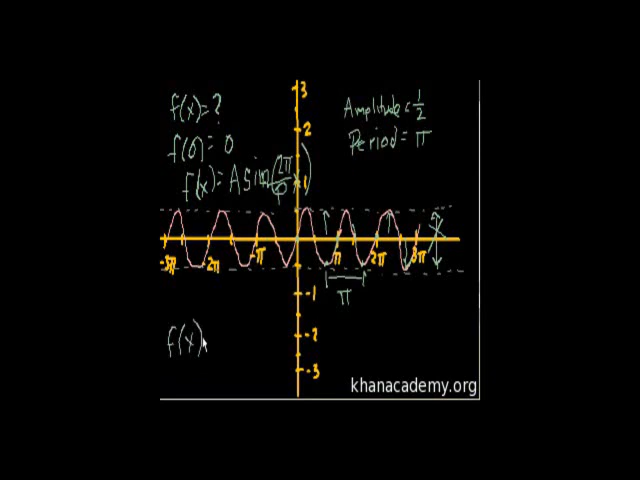 f(x)=?
f(0)=0
f(x)=A sin(2π/P)
Amplitude=1/2
Period=π
3
2
1
-3π -2π -π π 2π 3π
π
-1
-2
-3
f(x)
khanacademy.org